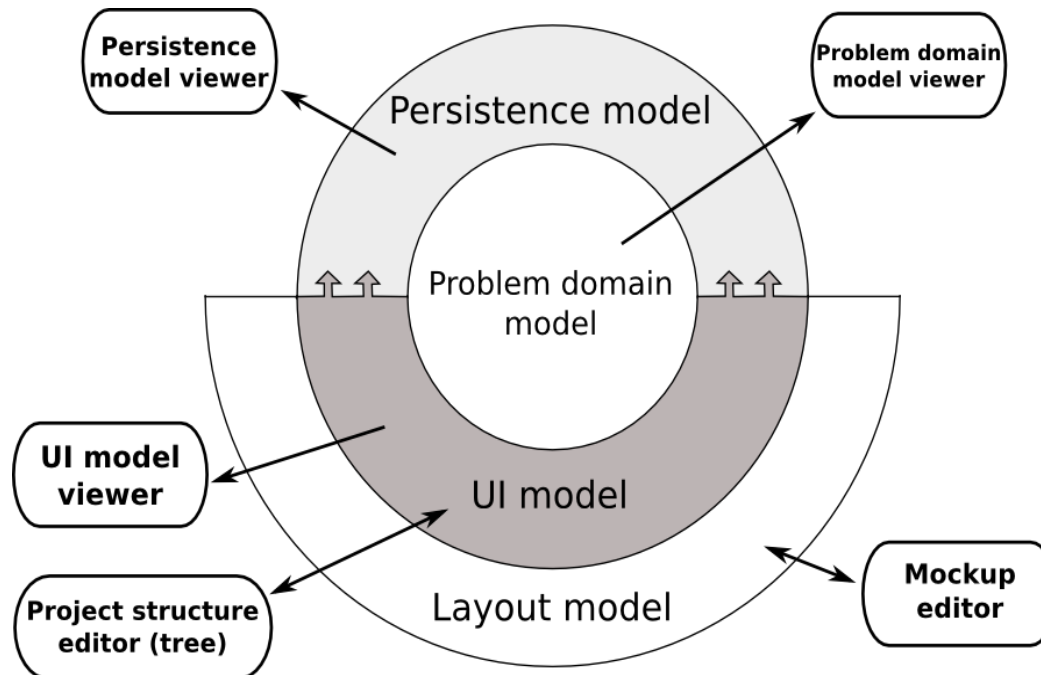 Persistence
model viewer
Problem domain
model viewer
Persistence model
Problem domain
model
UI model
viewer
UI model
Project structure
editor (tree)
Layout model
Mockup
editor